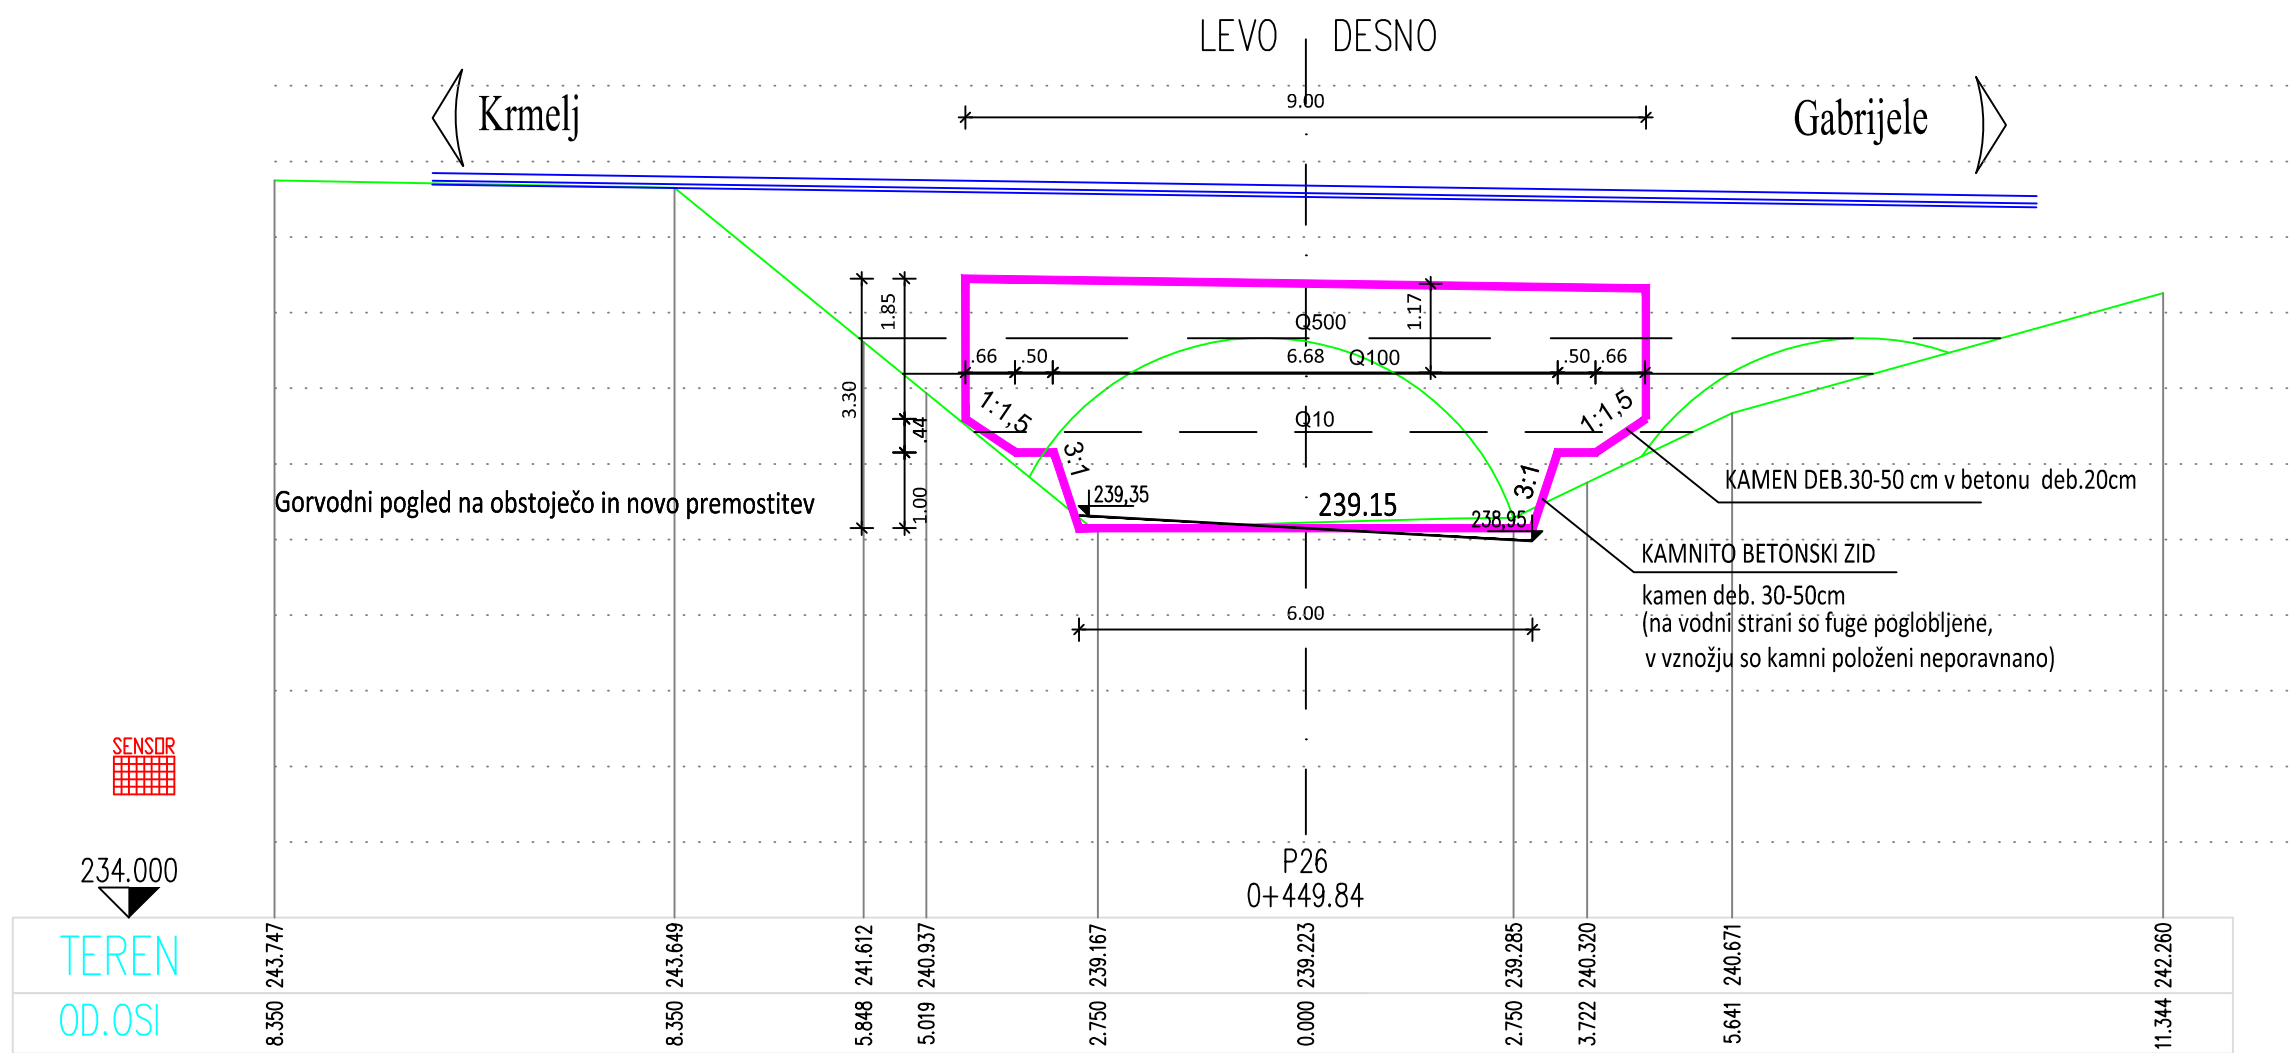 LEVO DESNO
9.00
Krmelj
Gabrijele
1.85
1.17
Q500
.66 .50 6.68 Q100 .50 .66
3.30
1:1,5
1:1,5
Q10
.44
3:1
3:1
KAMEN DEB.30-50 cm v betonu deb.20cm
Gorvodni pogled na obstoječo in novo premostitev
1.00
239,35
239.15
238,95
KAMNITO BETONSKI ZID
kamen deb. 30-50cm
(na vodni strani so fuge poglobljene,
v vznožju so kamni položeni neporavnano)
6.00
SENSOR
234.000
P26
0+449.84
TEREN 243.747 243.649 241.612 240.937 239.167 239.223 239.285 240.320 240.671 242.260
OD.OSI 8.350 8.350 5.848 5.019 2.750 0.000 2.750 3.722 5.641 11.344